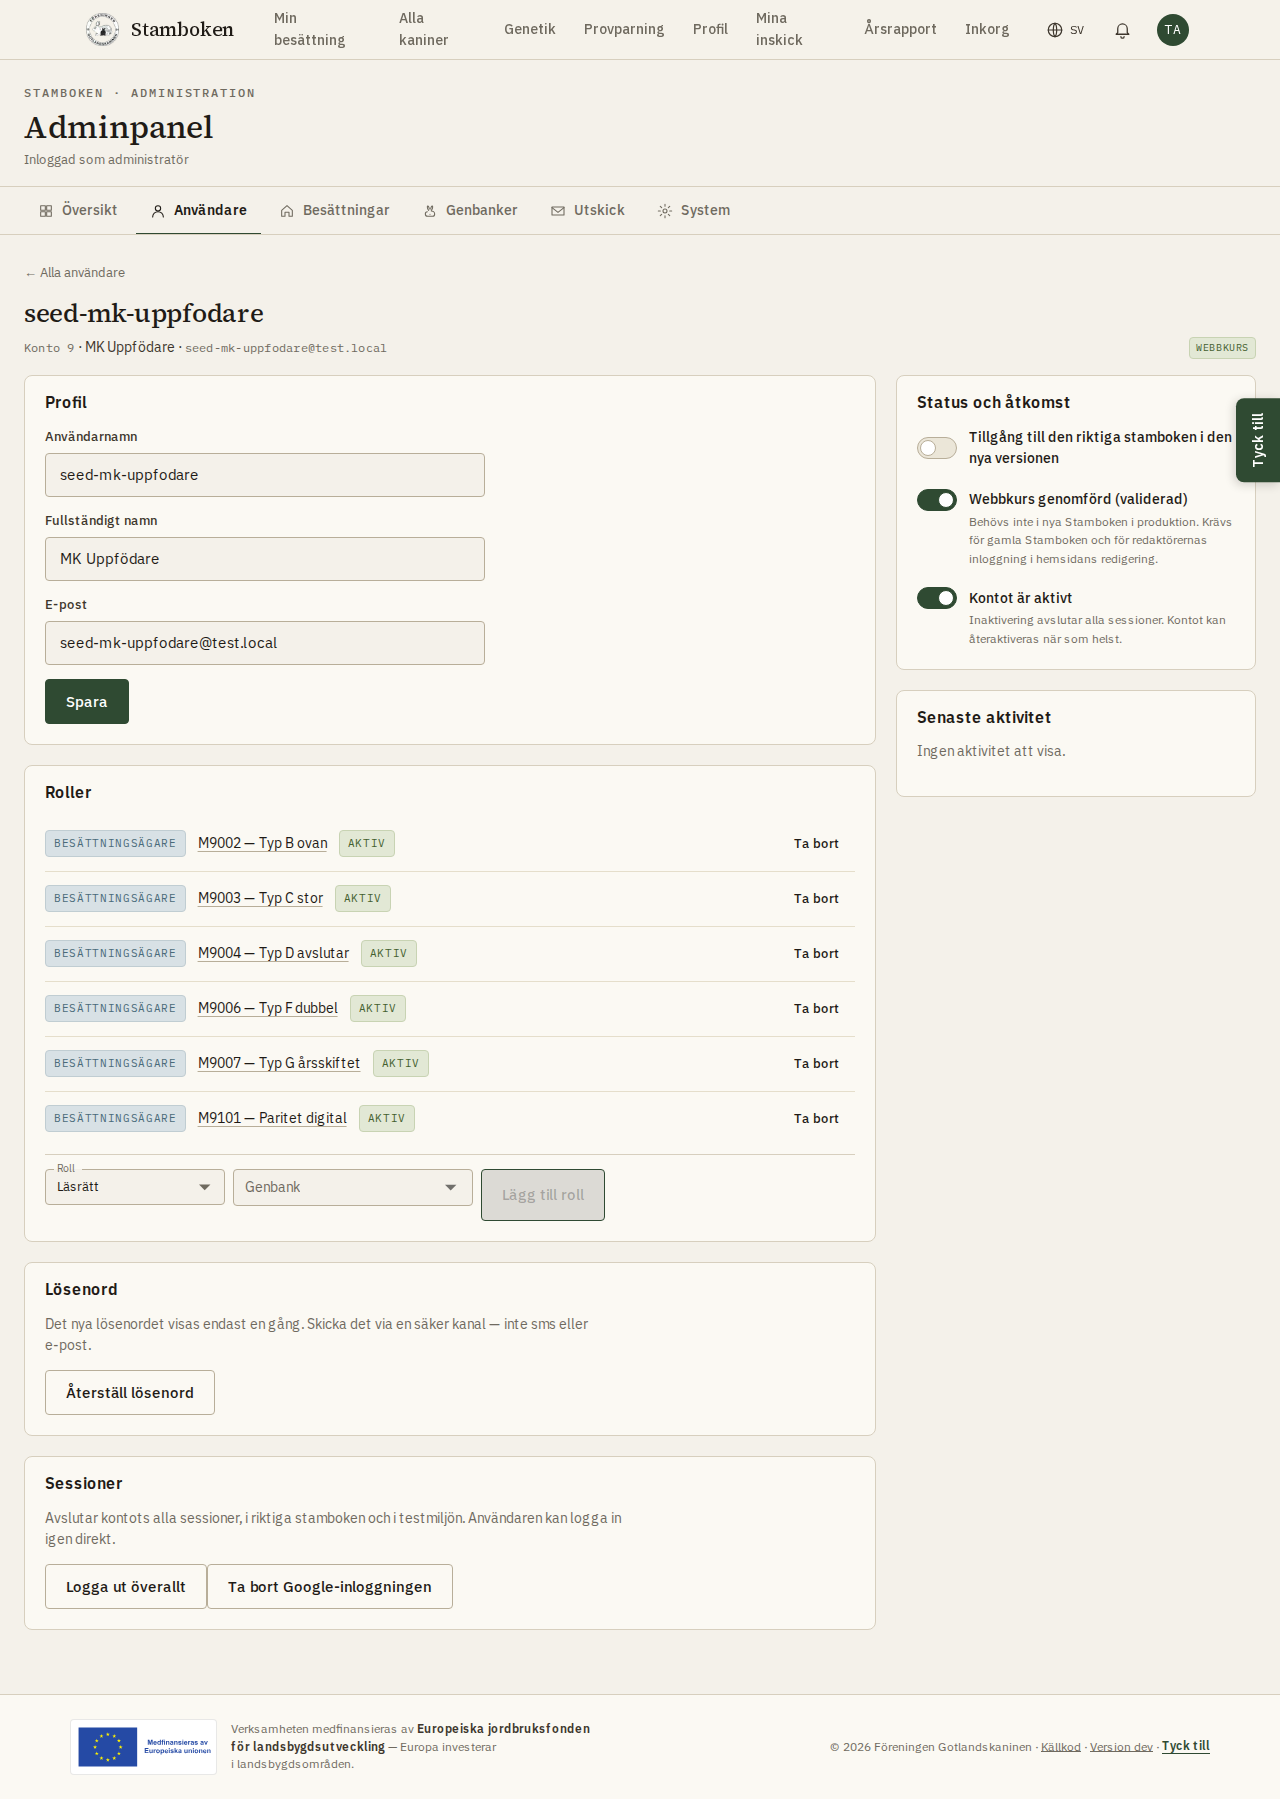 Stamboken
Min besättning
Alla kaniner
Genetik
Provparning
Profil
Mina inskick
Årsrapport
Inkorg
SV
TA
STAMBOKEN · ADMINISTRATION
Adminpanel
Inloggad som administratör
Översikt
Användare
Besättningar
Genbanker
Utskick
System
← Alla användare
seed-mk-uppfodare
Konto 9 · MK Uppfödare · seed-mk-uppfodare@test.local
WEBBKURS
Profil
Användarnamn
seed-mk-uppfodare
Fullständigt namn
MK Uppfödare
E-post
seed-mk-uppfodare@test.local
Spara
Status och åtkomst
Tillgång till den riktiga stamboken i den
nya versionen
Webbkurs genomförd (validerad)
Behövs inte i nya Stamboken i produktion. Krävs
för gamla Stamboken och för redaktörernas
inloggning i hemsidans redigering.
Kontot är aktivt
Inaktivering avslutar alla sessioner. Kontot kan
återaktiveras när som helst.
Tyck till
Senaste aktivitet
Ingen aktivitet att visa.
Roller
BESÄTTNINGSÄGARE M9002 — Typ B ovan AKTIV Ta bort
BESÄTTNINGSÄGARE M9003 — Typ C stor AKTIV Ta bort
BESÄTTNINGSÄGARE M9004 — Typ D avslutar AKTIV Ta bort
BESÄTTNINGSÄGARE M9006 — Typ F dubbel AKTIV Ta bort
BESÄTTNINGSÄGARE M9007 — Typ G årsskiftet AKTIV Ta bort
BESÄTTNINGSÄGARE M9101 — Paritet digital AKTIV Ta bort
Roll
Läsrätt
Genbank
Lägg till roll
Lösenord
Det nya lösenordet visas endast en gång. Skicka det via en säker kanal — inte sms eller
e-post.
Återställ lösenord
Sessioner
Avslutar kontots alla sessioner, i riktiga stamboken och i testmiljön. Användaren kan logga in
igen direkt.
Logga ut överallt
Ta bort Google-inloggningen
Medfinansieras av
Europeiska unionen
Verksamheten medfinansieras av Europeiska jordbruksfonden
för landsbygdsutveckling — Europa investerar
i landsbygdsområden.
© 2026 Föreningen Gotlandskaninen · Källkod · Version dev · Tyck till